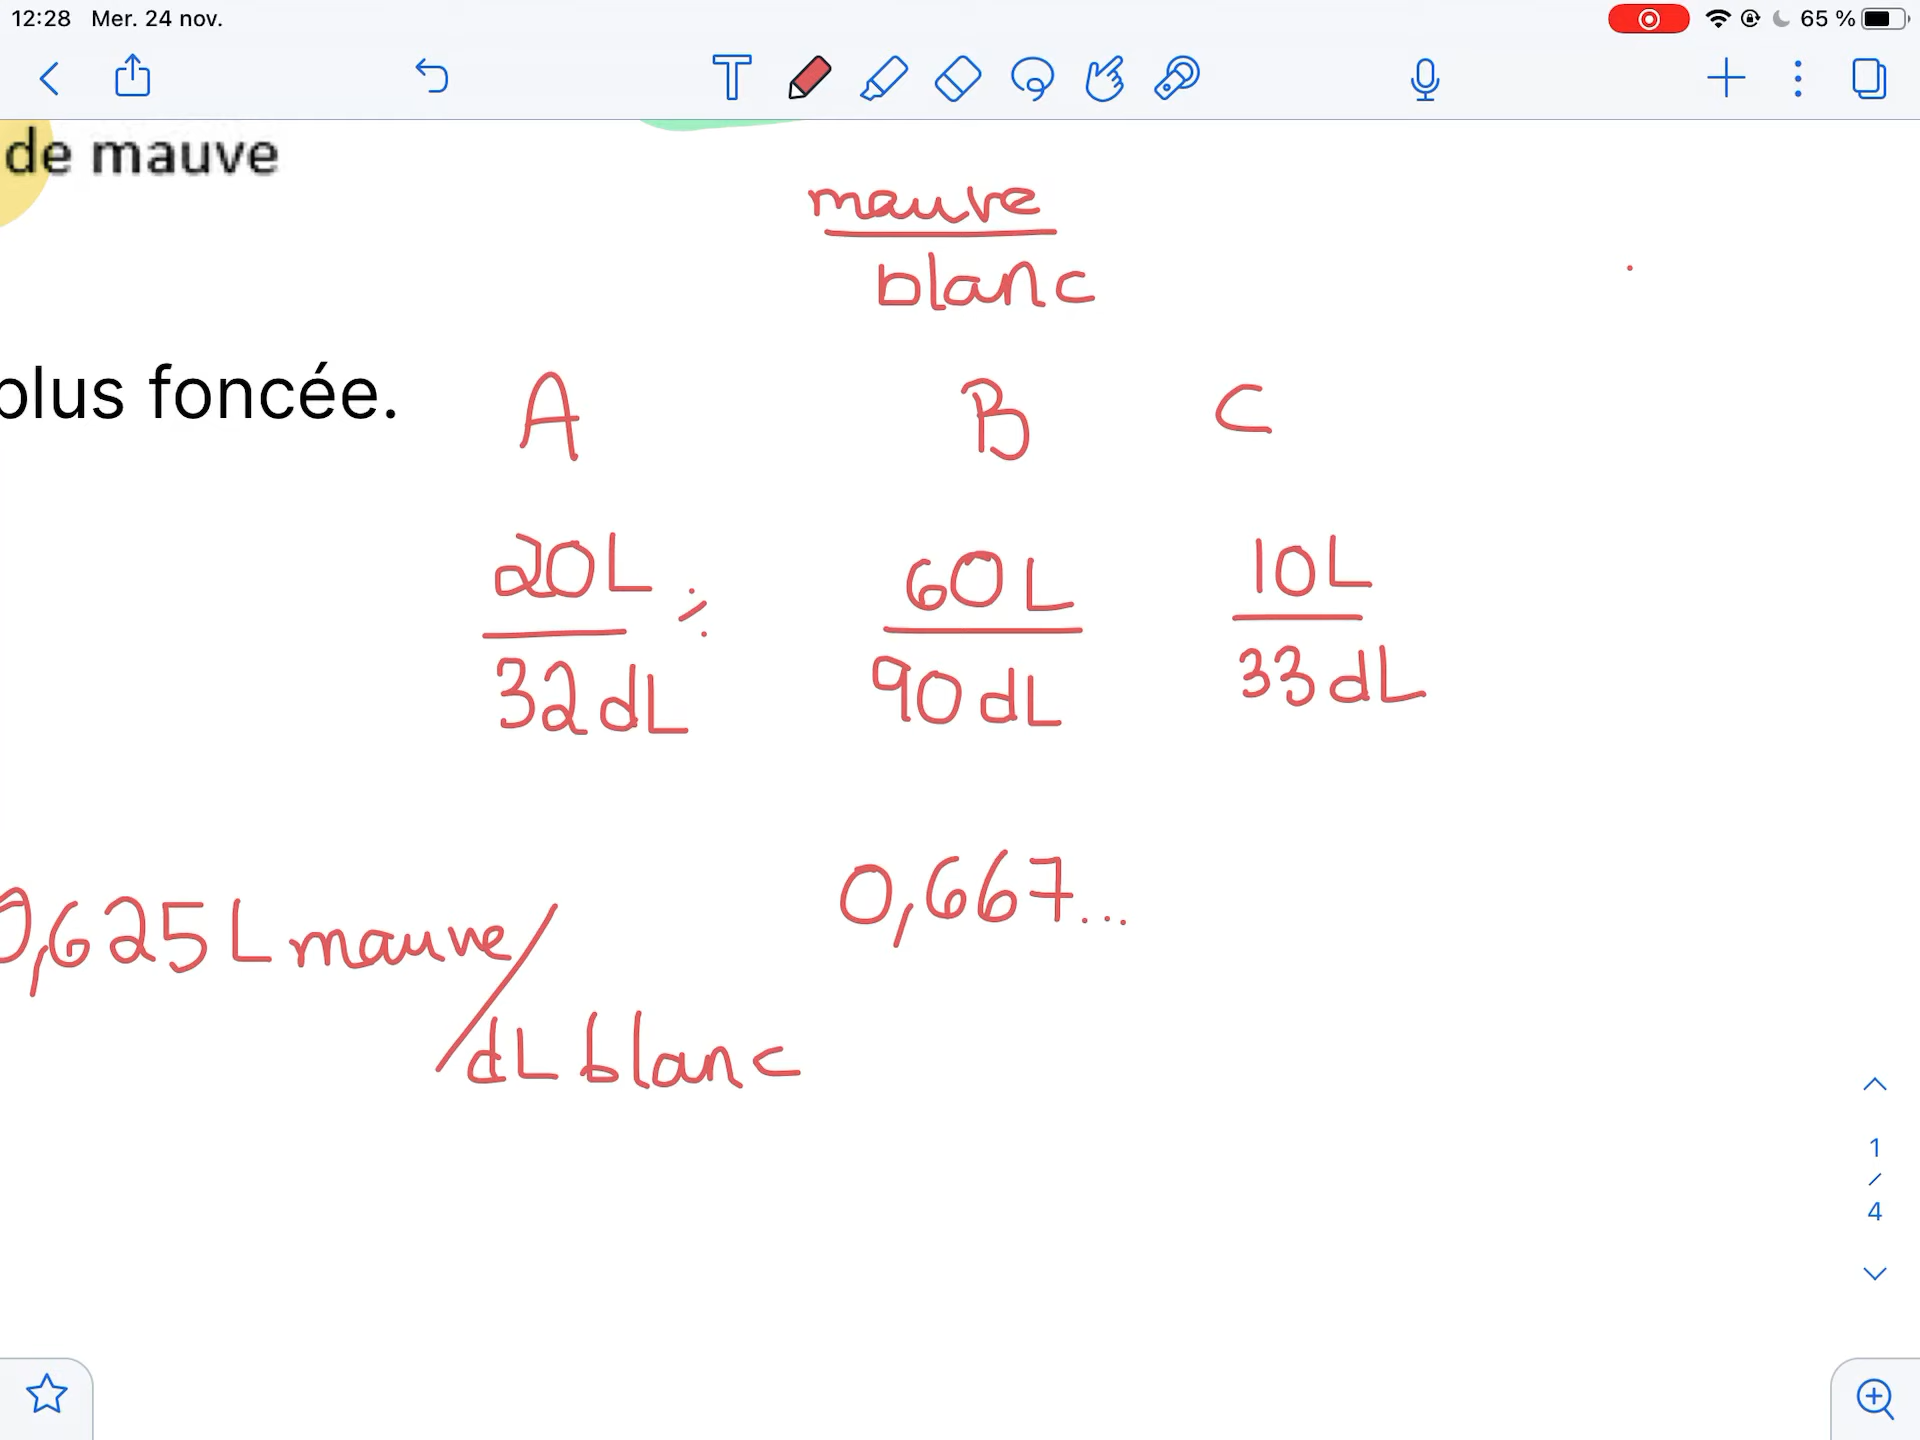 12:28 Mer. 24 nov. 65 %
de mauve
mauve
blanc
plus foncée.
A B C
20L ÷ 60L 10L
32dL 90dL 33dL
0,667...
0,625L mauve/
dL blanc
1
/
4